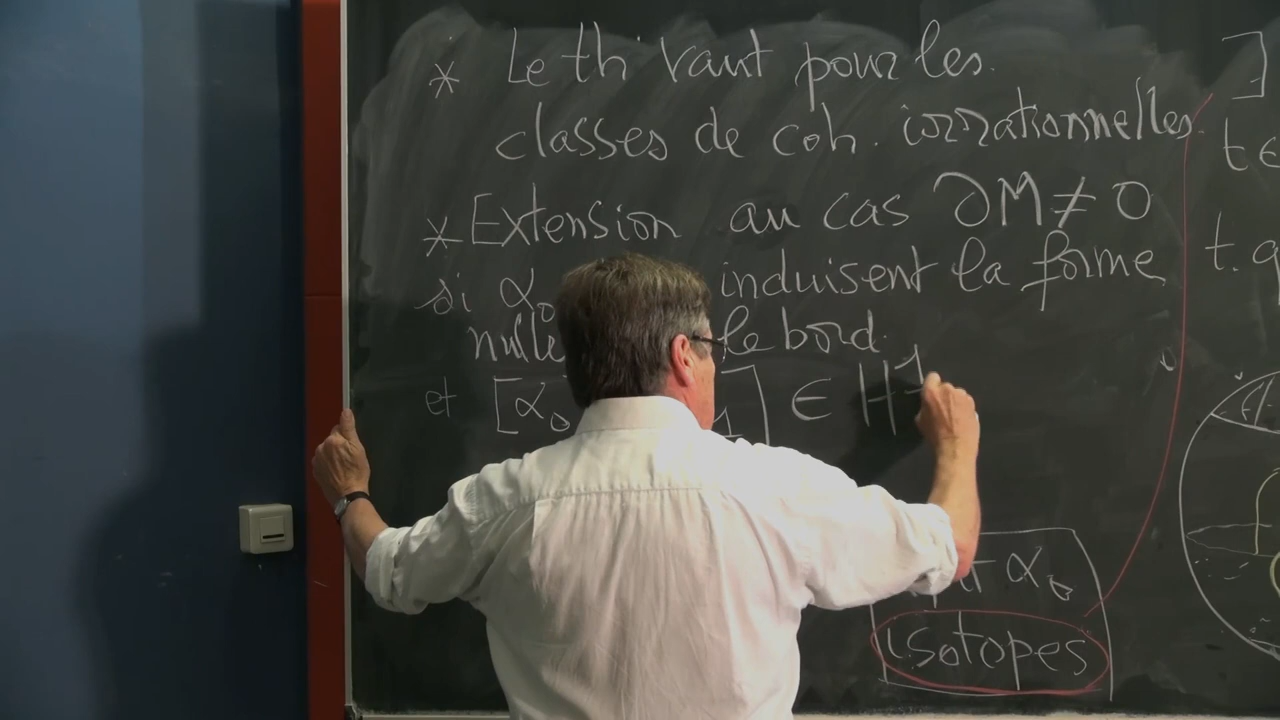 * Le th vaut pour les
classes de coh. irrationnelles.
* Extension au cas ∂M ≠ 0
si α₀ induisent la forme
nulle le bord.
et [α₀ 1] ∈ H¹
α_t
isotopes
]
t ∈
t. q